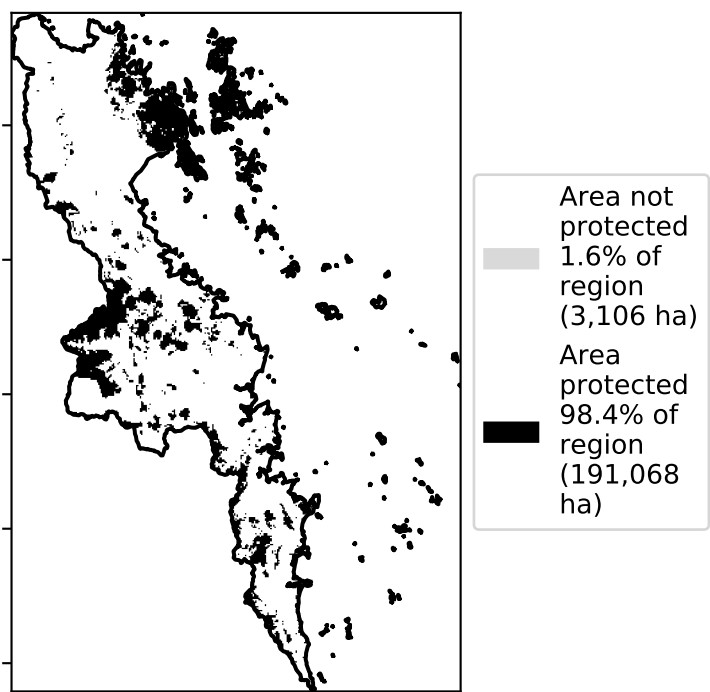 Area not
protected
1.6% of
region
(3,106 ha)
Area
protected
98.4% of
region
(191,068
ha)